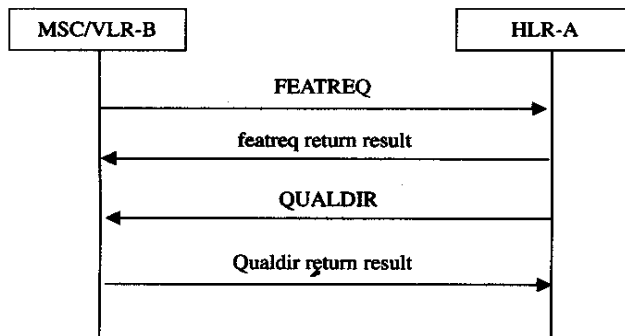 MSC/VLR-B
HLR-A
FEATREQ
featreq return result
QUALDIR
Qualdir return result